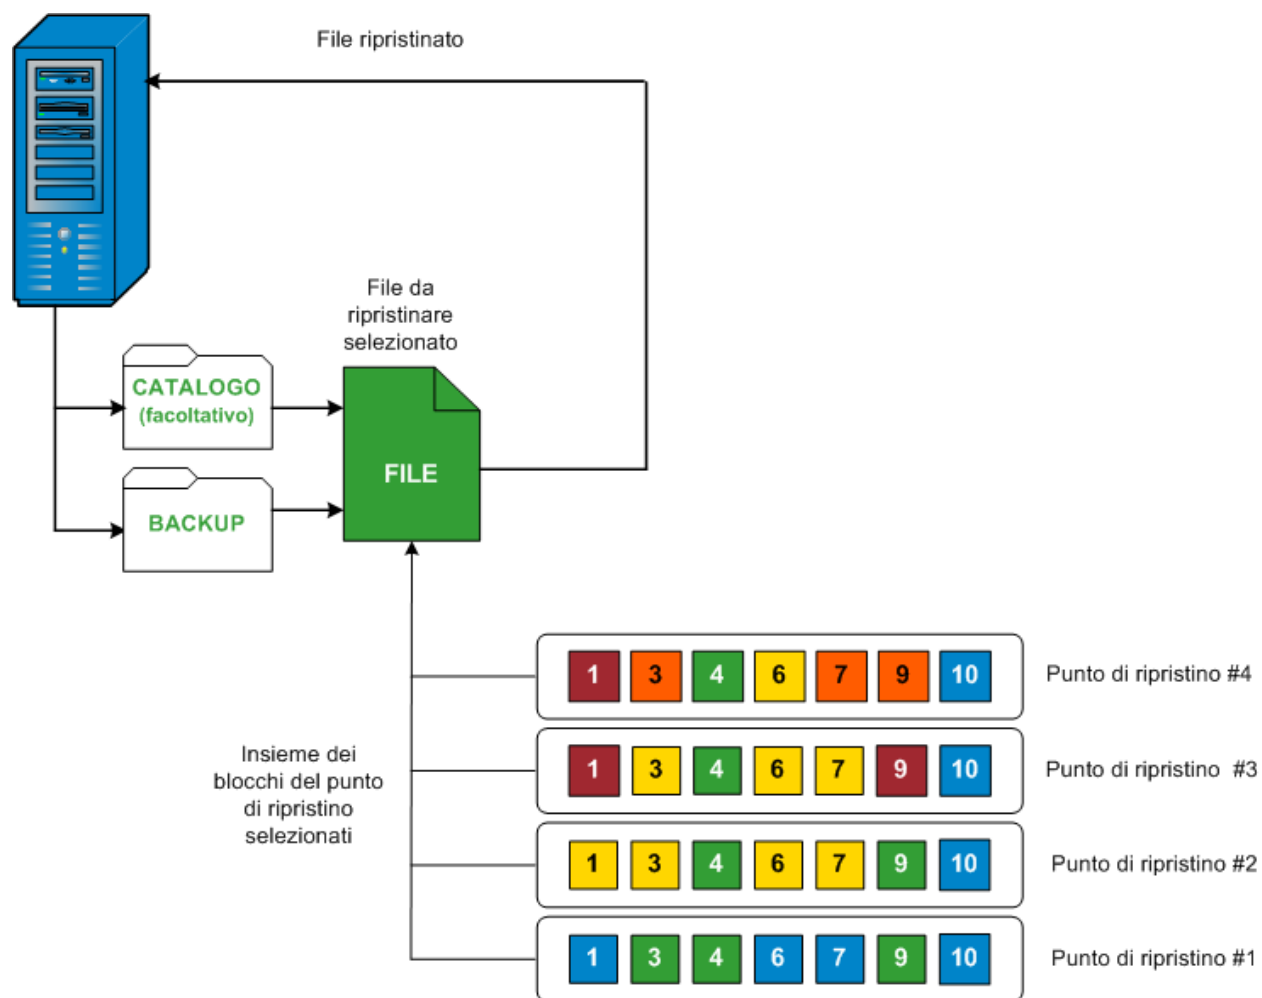 File ripristinato
File da
ripristinare
selezionato
CATALOGO
(facoltativo)
FILE
BACKUP
1 3 4 6 7 9 10
Punto di ripristino #4
Insieme dei
blocchi del punto
di ripristino
selezionati
1 3 4 6 7 9 10
Punto di ripristino #3
1 3 4 6 7 9 10
Punto di ripristino #2
1 3 4 6 7 9 10
Punto di ripristino #1